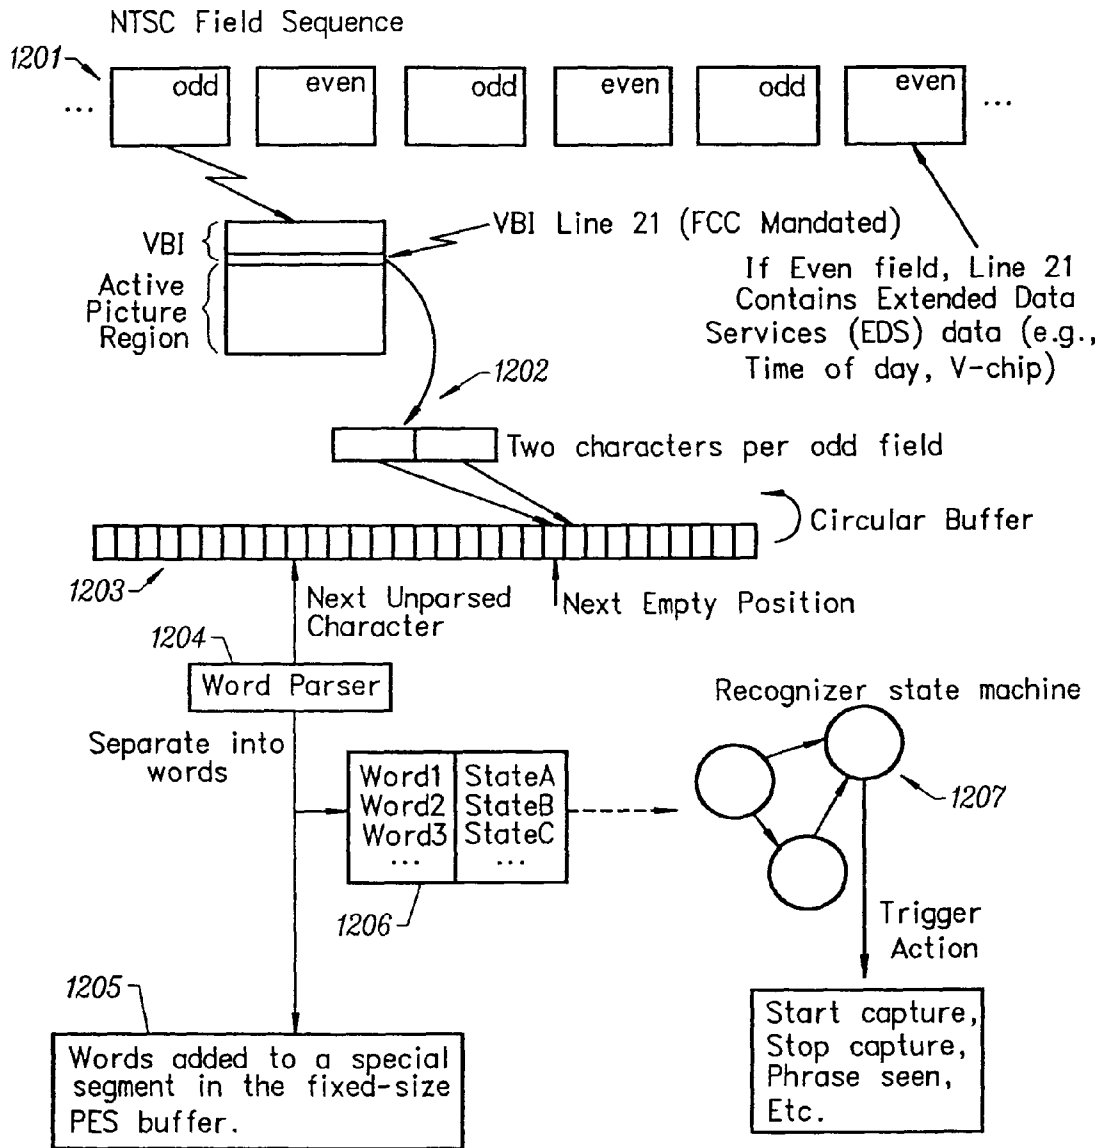 NTSC Field Sequence
1201
... odd even odd even odd even ...
VBI
VBI Line 21 (FCC Mandated)
Active
Picture
Region
If Even field, Line 21
Contains Extended Data
Services (EDS) data (e.g.,
Time of day, V-chip)
1202
Two characters per odd field
Circular Buffer
1203
Next Unparsed
Character
Next Empty Position
1204
Word Parser
Separate into
words
Word1 StateA
Word2 StateB
Word3 StateC
... ...
1206
Recognizer state machine
1207
Trigger
Action
1205
Words added to a special
segment in the fixed-size
PES buffer.
Start capture,
Stop capture,
Phrase seen,
Etc.